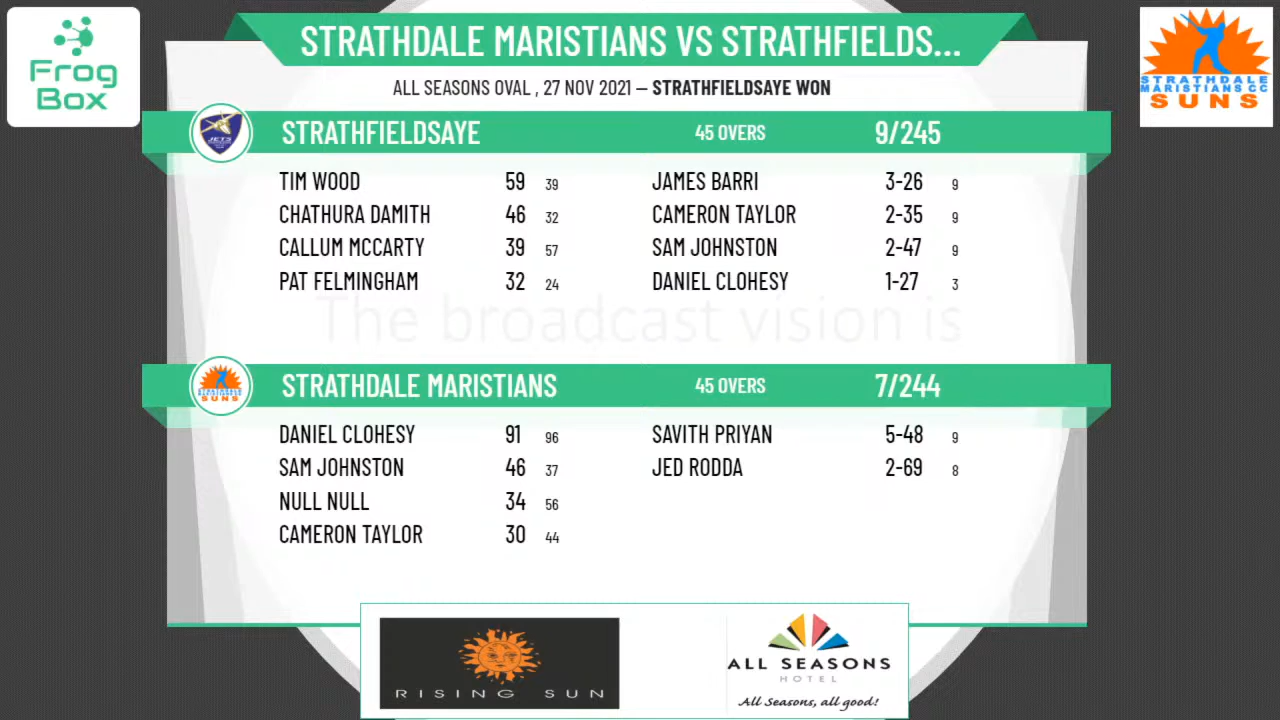 Frog
Box
STRATHDALE MARISTIANS VS STRATHFIELDS...
ALL SEASONS OVAL , 27 NOV 2021 – STRATHFIELDSAYE WON
STRATHDALE
MARISTIANS CC
SUNS
JETS
STRATHFIELDSAYE 45 OVERS 9/245
TIM WOOD 59 39 JAMES BARRI 3-26 9
CHATHURA DAMITH 46 32 CAMERON TAYLOR 2-35 9
CALLUM MCCARTY 39 57 SAM JOHNSTON 2-47 9
PAT FELMINGHAM 32 24 DANIEL CLOHESY 1-27 3
The broadcast vision is
STRATHDALE
MARISTIANS CC
SUNS
STRATHDALE MARISTIANS 45 OVERS 7/244
DANIEL CLOHESY 91 96 SAVITH PRIYAN 5-48 9
SAM JOHNSTON 46 37 JED RODDA 2-69 8
NULL NULL 34 56
CAMERON TAYLOR 30 44
RISING SUN
ALL SEASONS
HOTEL
All Seasons, all good!